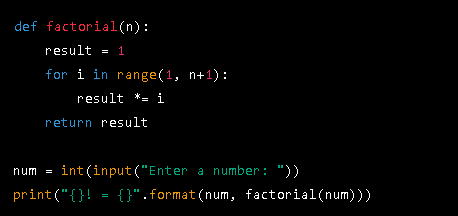 def factorial(n):
    result = 1
    for i in range(1, n+1):
        result *= i
    return result

num = int(input("Enter a number: "))
print("{}! = {}".format(num, factorial(num)))